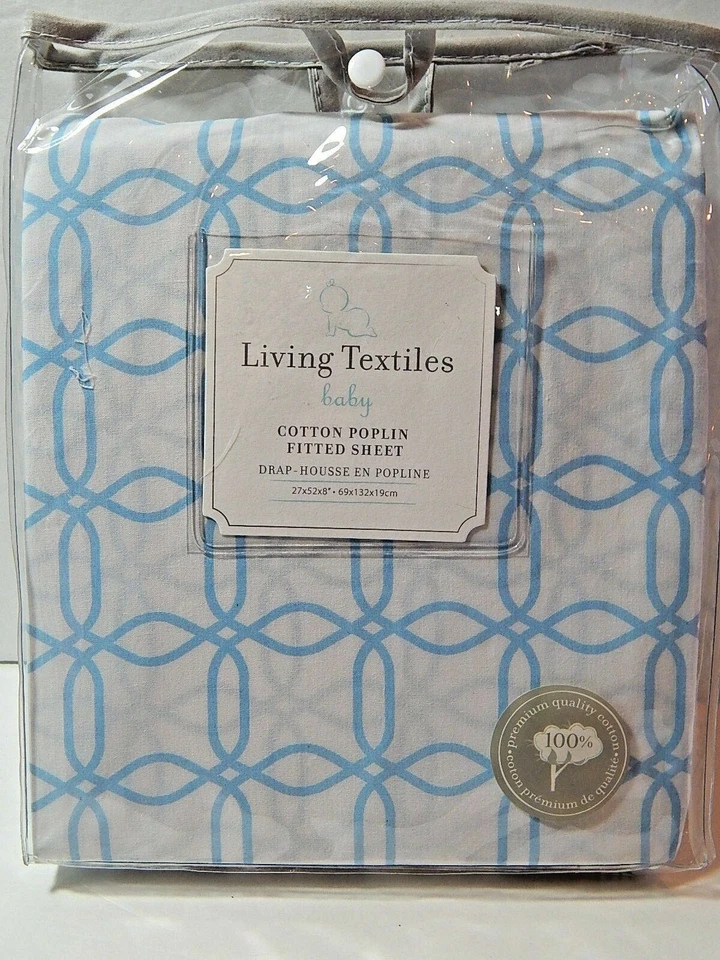 Living Textiles
baby
COTTON POPLIN
FITTED SHEET
DRAP-HOUSSE EN POPLINE
27x52x8" • 69x132x19cm
• premium quality cotton •
100%
coton prémium de qualité